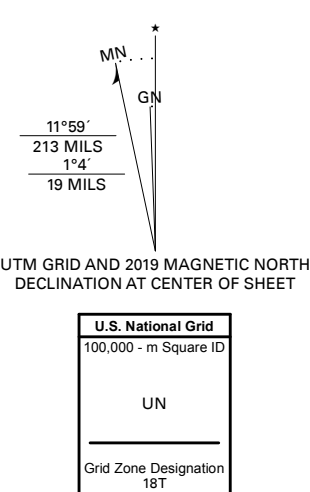 ★
MN
GN
11°59´
213 MILS
1°4´
19 MILS
UTM GRID AND 2019 MAGNETIC NORTH
DECLINATION AT CENTER OF SHEET
U.S. National Grid
100,000 - m Square ID
UN
Grid Zone Designation
18T